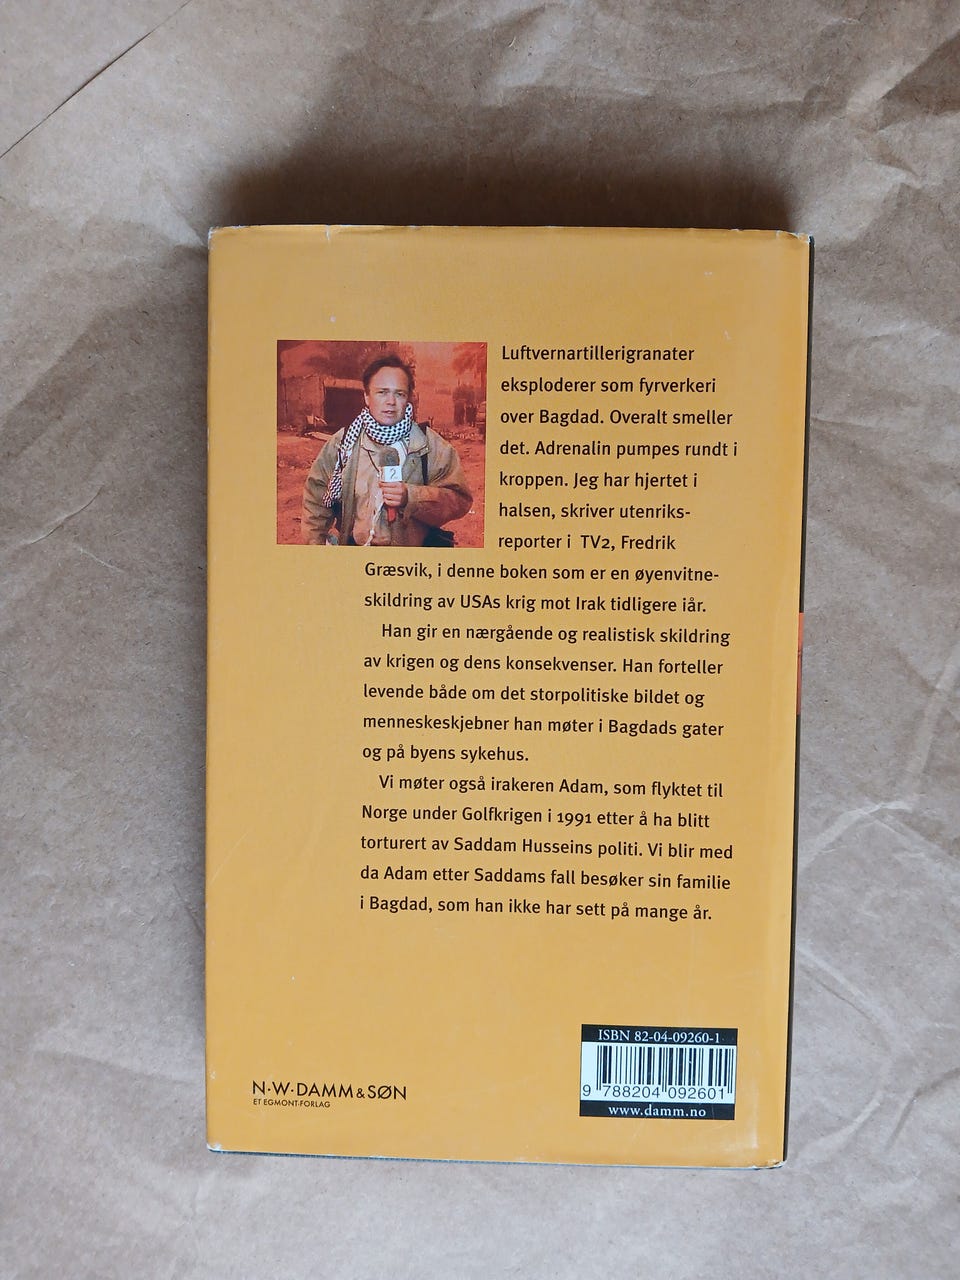 Luftvernartillerigranater
eksploderer som fyrverkeri
over Bagdad. Overalt smeller
det. Adrenalin pumpes rundt i
kroppen. Jeg har hjertet i
halsen, skriver utenriks-
reporter i TV2, Fredrik
Græsvik, i denne boken som er en øyenvitne-
skildring av USAs krig mot Irak tidligere iår.
Han gir en nærgående og realistisk skildring
av krigen og dens konsekvenser. Han forteller
levende både om det storpolitiske bildet og
menneskeskjebner han møter i Bagdads gater
og på byens sykehus.
Vi møter også irakeren Adam, som flyktet til
Norge under Golfkrigen i 1991 etter å ha blitt
torturert av Saddam Husseins politi. Vi blir med
da Adam etter Saddams fall besøker sin familie
i Bagdad, som han ikke har sett på mange år.
2
N·W·DAMM & SØN
ET EGMONT-FORLAG
ISBN 82-04-09260-1
9 788204 092601
www.damm.no